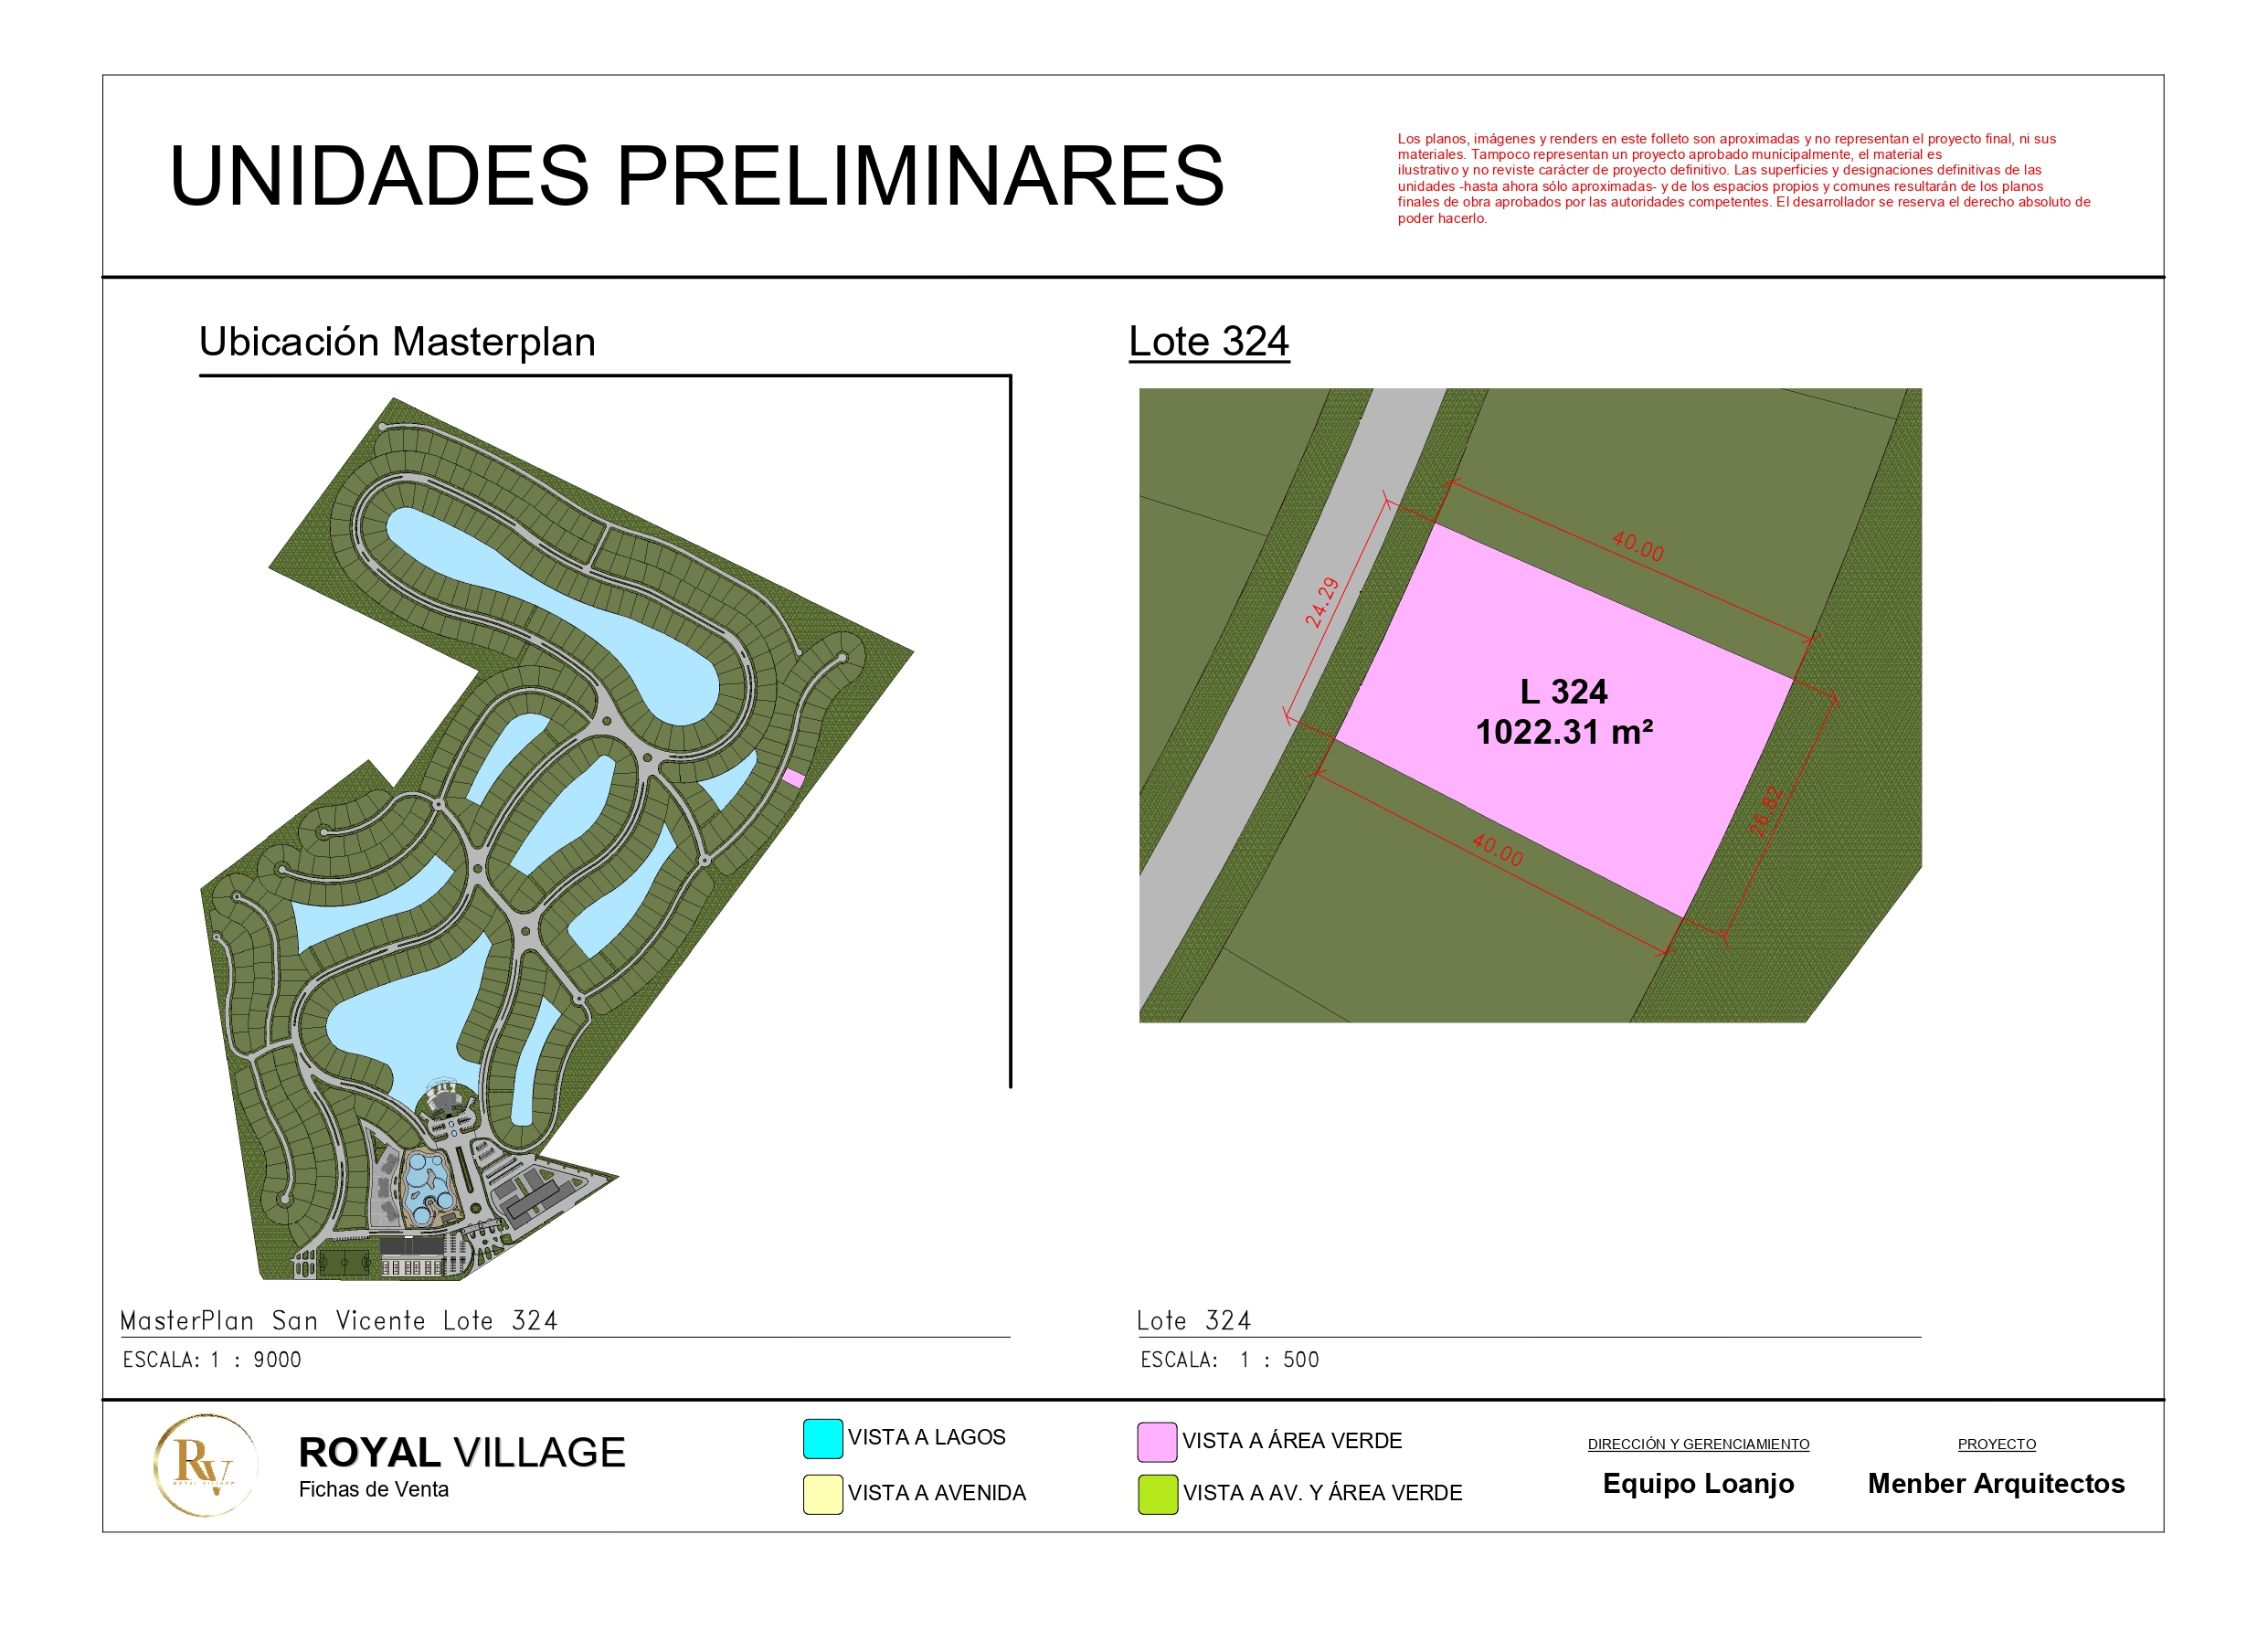 UNIDADES PRELIMINARES
Los planos, imágenes y renders en este folleto son aproximadas y no representan el proyecto final, ni sus
materiales. Tampoco representan un proyecto aprobado municipalmente, el material es
ilustrativo y no reviste carácter de proyecto definitivo. Las superficies y designaciones definitivas de las
unidades -hasta ahora sólo aproximadas- y de los espacios propios y comunes resultarán de los planos
finales de obra aprobados por las autoridades competentes. El desarrollador se reserva el derecho absoluto de
poder hacerlo.
Ubicación Masterplan
Lote 324
40.00
24.29
L 324
1022.31 m²
26.82
40.00
MasterPlan San Vicente Lote 324
ESCALA: 1 : 9000
Lote 324
ESCALA: 1 : 500
RV
ROYAL VILLAGE
ROYAL VILLAGE
Fichas de Venta
VISTA A LAGOS
VISTA A AVENIDA
VISTA A ÁREA VERDE
VISTA A AV. Y ÁREA VERDE
DIRECCIÓN Y GERENCIAMIENTO
Equipo Loanjo
PROYECTO
Menber Arquitectos